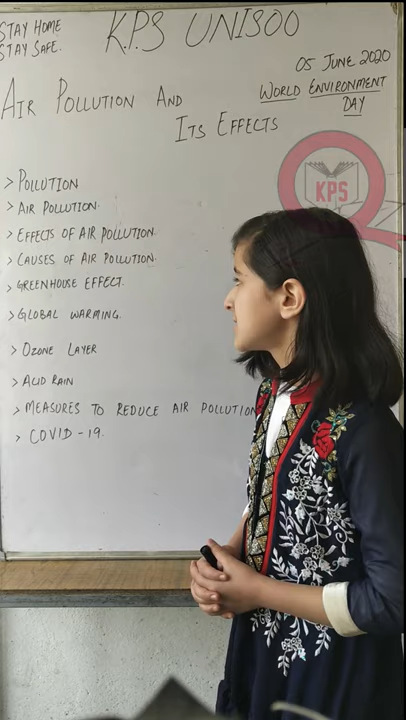 STAY HOME
STAY SAFE.
K.P.S UNISOO
05 JUNE 2020
WORLD ENVIRONMENT
DAY
AIR POLLUTION AND
ITS EFFECTS
> POLLUTION
> AIR POLLUTION.
> EFFECTS OF AIR POLLUTION.
> CAUSES OF AIR POLLUTION.
> GREENHOUSE EFFECT.
> GLOBAL WARMING.
> OZONE LAYER
> ACID RAIN
> MEASURES TO REDUCE AIR POLLUTION
> COVID-19.
KPS